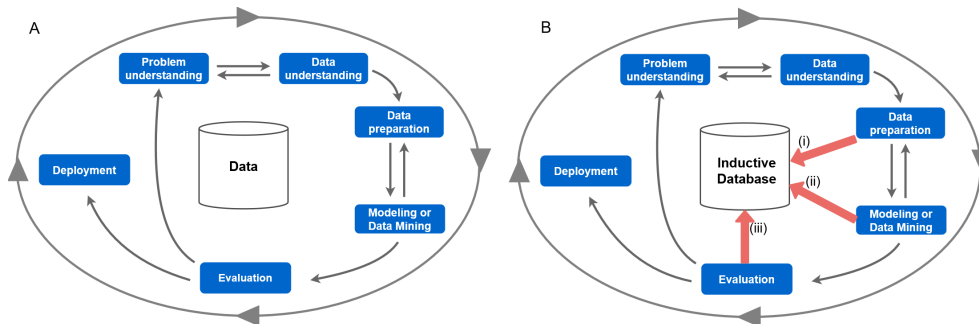 A
Problem
understanding
Data
understanding
Data
preparation
Data
Deployment
Modeling or
Data Mining
Evaluation
B
Problem
understanding
Data
understanding
Data
preparation
(i)
Inductive
Database
Deployment
(ii)
Modeling or
Data Mining
(iii)
Evaluation